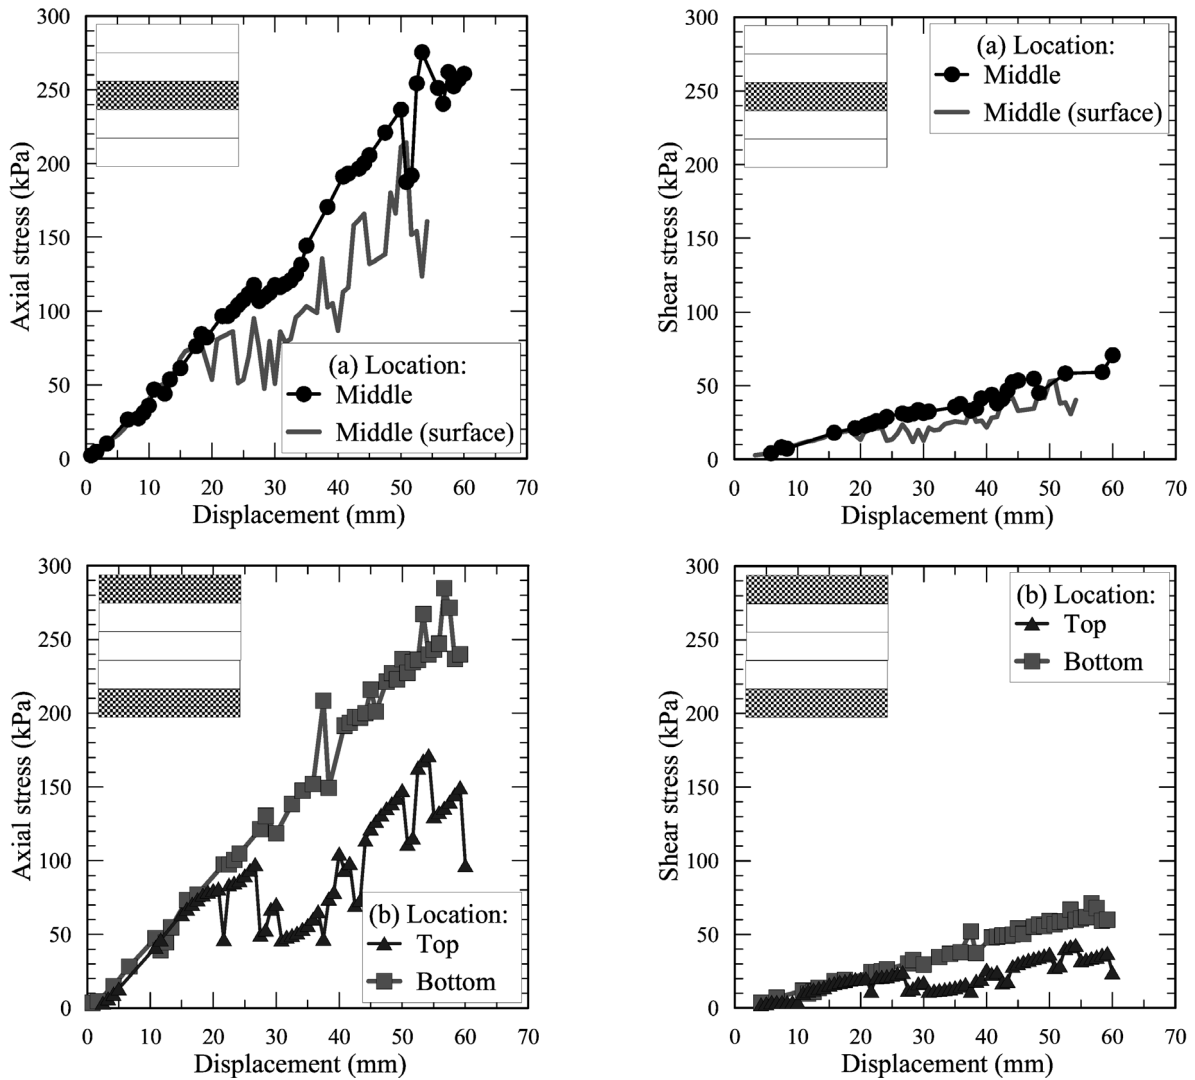 300
250
200
150
100
50
0
Axial stress (kPa)
(a) Location:
Middle
Middle (surface)
0 10 20 30 40 50 60 70
Displacement (mm)
300
250
200
150
100
50
0
Shear stress (kPa)
(a) Location:
Middle
Middle (surface)
0 10 20 30 40 50 60 70
Displacement (mm)
300
250
200
150
100
50
0
Axial stress (kPa)
(b) Location:
Top
Bottom
0 10 20 30 40 50 60 70
Displacement (mm)
300
250
200
150
100
50
0
Shear stress (kPa)
(b) Location:
Top
Bottom
0 10 20 30 40 50 60 70
Displacement (mm)